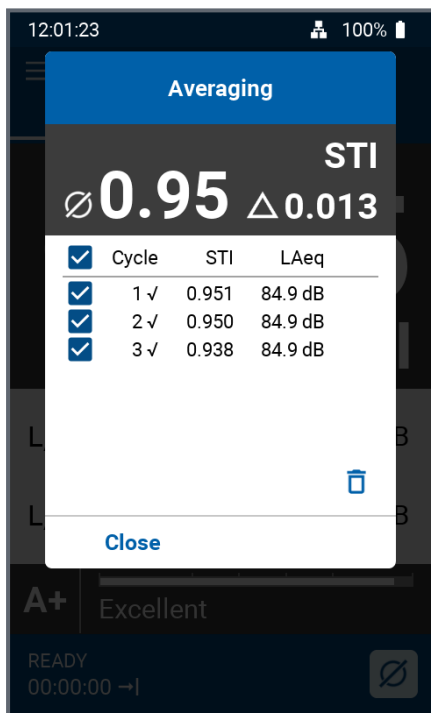 12:01:23 100%
Averaging
STI
Ø 0.95 △ 0.013
Cycle STI LAeq
1 √ 0.951 84.9 dB
2 √ 0.950 84.9 dB
3 √ 0.938 84.9 dB
L B
L B
Close
A+ Excellent
READY
00:00:00 →I Ø